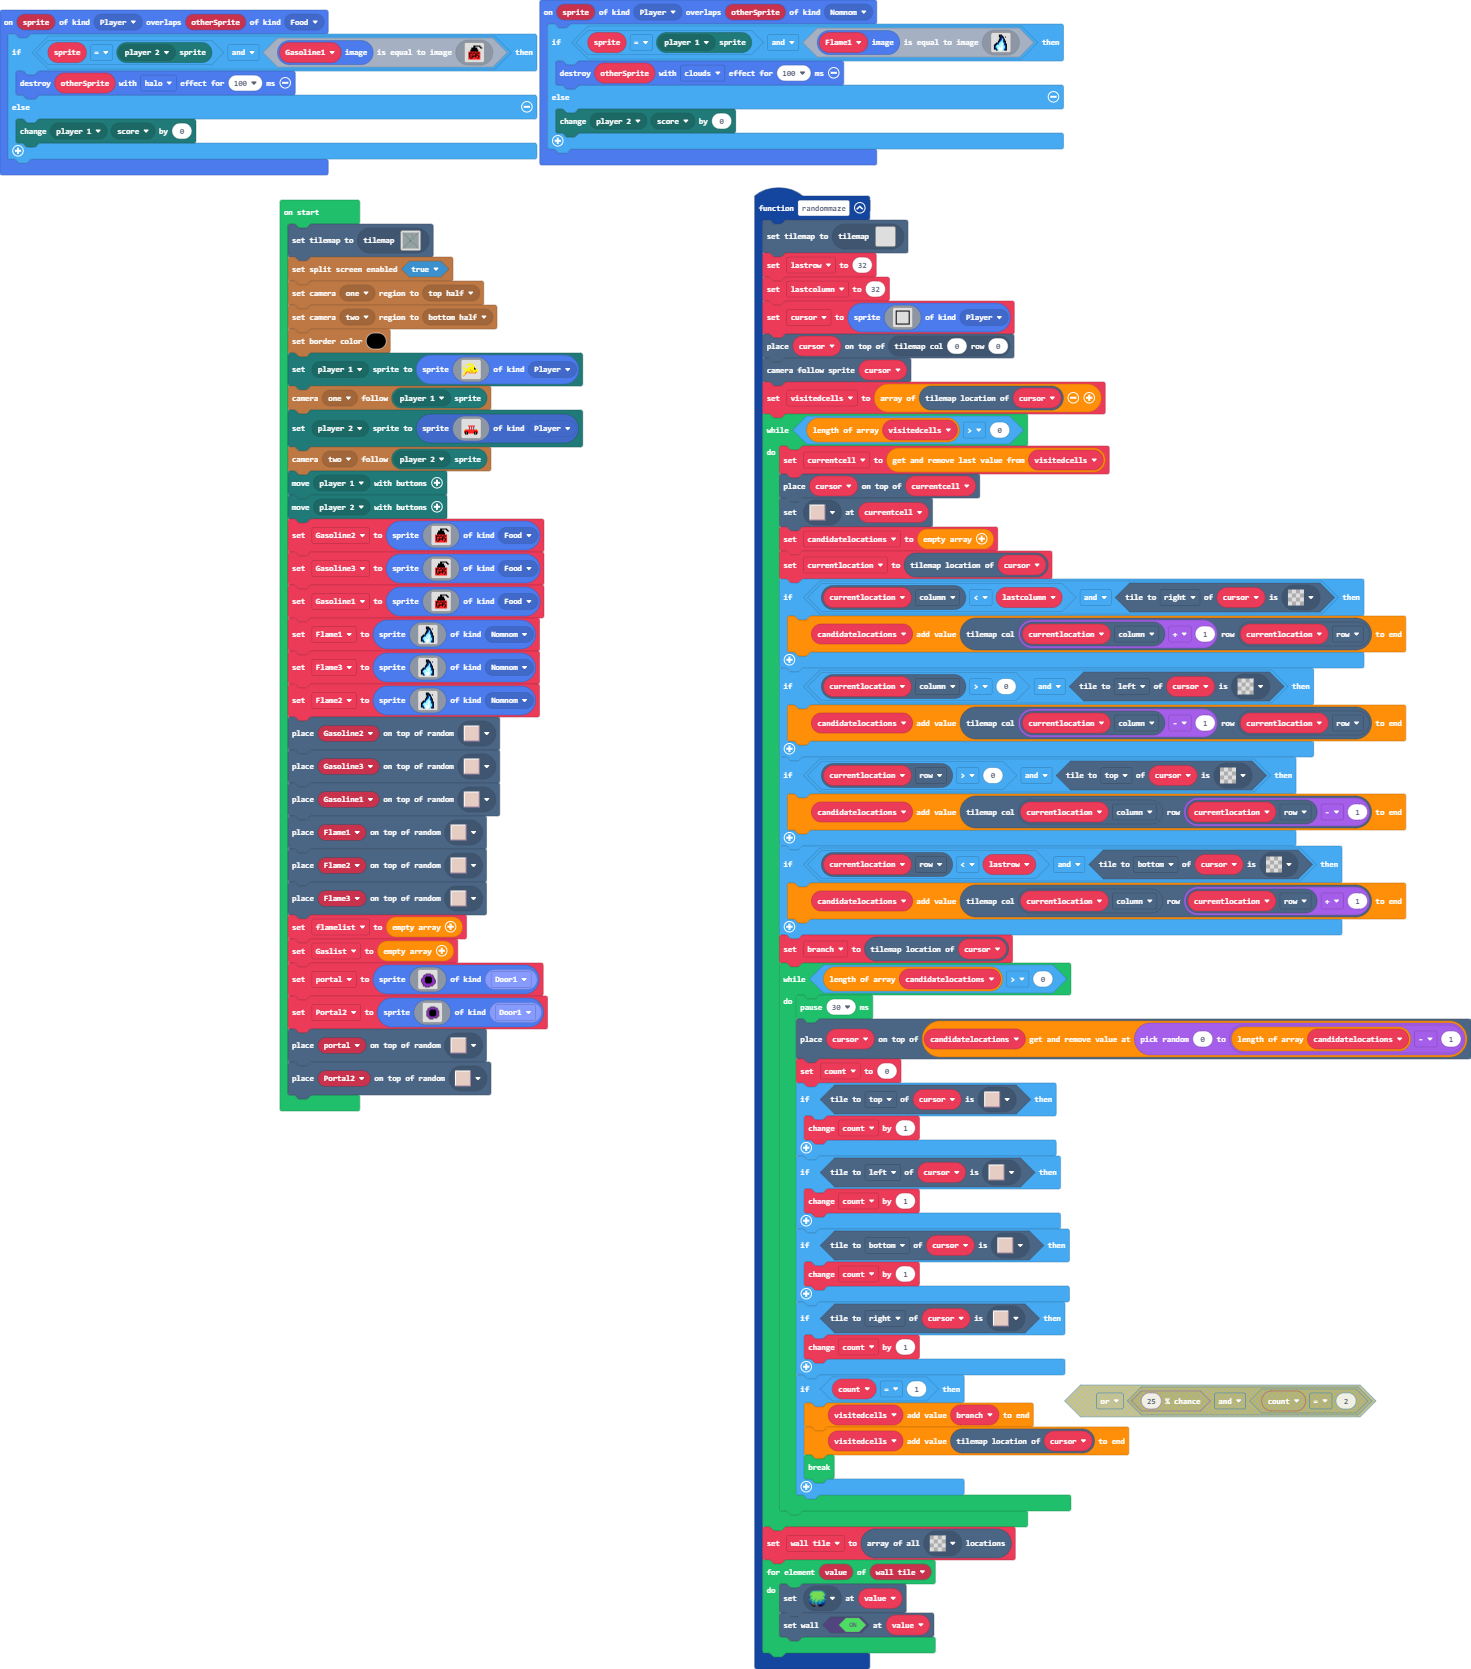 on sprite of kind Player overlaps otherSprite of kind Food
if sprite = player 2 sprite and Gasoline1 image is equal to image then
destroy otherSprite with halo effect for 100 ms
else
change player 1 score by 0
on sprite of kind Player overlaps otherSprite of kind Nomnom
if sprite = player 1 sprite and Flame1 image is equal to image then
destroy otherSprite with clouds effect for 100 ms
else
change player 2 score by 0
on start
set tilemap to tilemap
set split screen enabled true
set camera one region to top half
set camera two region to bottom half
set border color
set player 1 sprite to sprite of kind Player
camera one follow player 1 sprite
set player 2 sprite to sprite of kind Player
camera two follow player 2 sprite
move player 1 with buttons
move player 2 with buttons
set Gasoline2 to sprite of kind Food
set Gasoline3 to sprite of kind Food
set Gasoline1 to sprite of kind Food
set Flame1 to sprite of kind Nomnom
set Flame3 to sprite of kind Nomnom
set Flame2 to sprite of kind Nomnom
place Gasoline2 on top of random
place Gasoline3 on top of random
place Gasoline1 on top of random
place Flame1 on top of random
place Flame2 on top of random
place Flame3 on top of random
set flamelist to empty array
set Gaslist to empty array
set portal to sprite of kind Door1
set Portal2 to sprite of kind Door1
place portal on top of random
place Portal2 on top of random
function randommaze
set tilemap to tilemap
set lastrow to 32
set lastcolumn to 32
set cursor to sprite of kind Player
place cursor on top of tilemap col 0 row 0
camera follow sprite cursor
set visitedcells to array of tilemap location of cursor
while length of array visitedcells > 0
do
set currentcell to get and remove last value from visitedcells
place cursor on top of currentcell
set at currentcell
set candidatelocations to empty array
set currentlocation to tilemap location of cursor
if currentlocation column < lastcolumn and tile to right of cursor is then
candidatelocations add value tilemap col currentlocation column + 1 row currentlocation row to end
if currentlocation column > 0 and tile to left of cursor is then
candidatelocations add value tilemap col currentlocation column - 1 row currentlocation row to end
if currentlocation row > 0 and tile to top of cursor is then
candidatelocations add value tilemap col currentlocation column row currentlocation row - 1 to end
if currentlocation row < lastrow and tile to bottom of cursor is then
candidatelocations add value tilemap col currentlocation column row currentlocation row + 1 to end
set branch to tilemap location of cursor
while length of array candidatelocations > 0
do
pause 30 ms
place cursor on top of candidatelocations get and remove value at pick random 0 to length of array candidatelocations - 1
set count to 0
if tile to top of cursor is then
change count by 1
if tile to left of cursor is then
change count by 1
if tile to bottom of cursor is then
change count by 1
if tile to right of cursor is then
change count by 1
if count = 1 then
or 25 % chance and count = 2
visitedcells add value branch to end
visitedcells add value tilemap location of cursor to end
break
set wall tile to array of all locations
for element value of wall tile
do
set at value
set wall ON at value